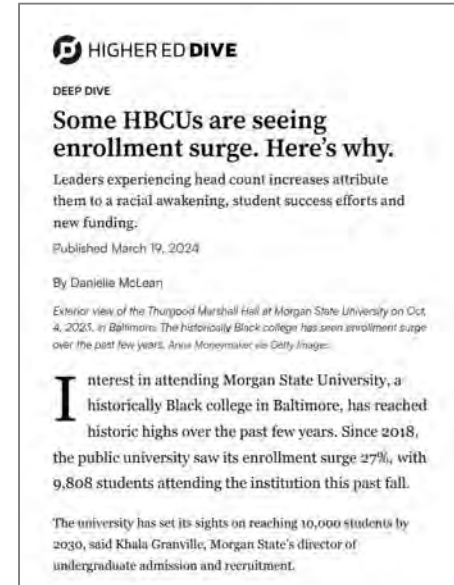 HIGHER ED DIVE
DEEP DIVE
Some HBCUs are seeing
enrollment surge. Here's why.
Leaders experiencing head count increases attribute
them to a racial awakening, student success efforts and
new funding.
Published March 19, 2024
By Danielle McLean
Exterior view of the Thurgood Marshall Hall at Morgan State University on Oct.
4, 2023, in Baltimore. The historically Black college has seen enrollment surge
over the past few years. Anna Moneymaker via Getty Images
Interest in attending Morgan State University, a
historically Black college in Baltimore, has reached
historic highs over the past few years. Since 2018,
the public university saw its enrollment surge 27%, with
9,808 students attending the institution this past fall.
The university has set its sights on reaching 10,000 students by
2030, said Khala Granville, Morgan State's director of
undergraduate admission and recruitment.